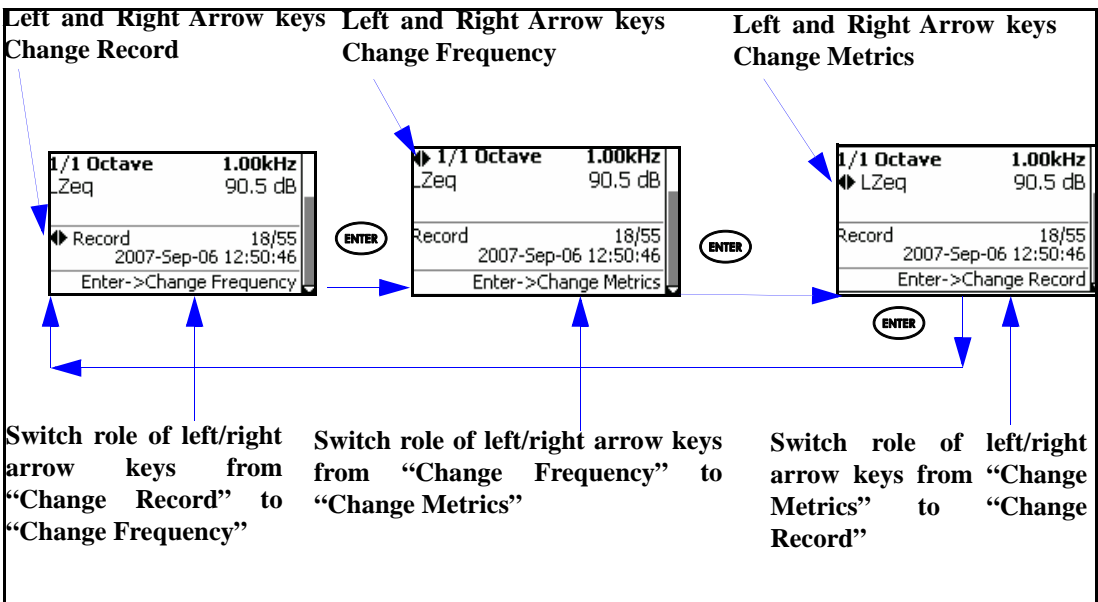 Left and Right Arrow keys
Change Record
Left and Right Arrow keys
Change Frequency
Left and Right Arrow keys
Change Metrics
1/1 Octave 1.00kHz
LZeq 90.5 dB
Record 18/55
2007-Sep-06 12:50:46
Enter->Change Frequency
ENTER
1/1 Octave 1.00kHz
LZeq 90.5 dB
Record 18/55
2007-Sep-06 12:50:46
Enter->Change Metrics
ENTER
1/1 Octave 1.00kHz
LZeq 90.5 dB
Record 18/55
2007-Sep-06 12:50:46
Enter->Change Record
ENTER
Switch role of left/right
arrow keys from
“Change Record” to
“Change Frequency”
Switch role of left/right arrow keys
from “Change Frequency” to
“Change Metrics”
Switch role of left/right
arrow keys from “Change
Metrics” to “Change
Record”